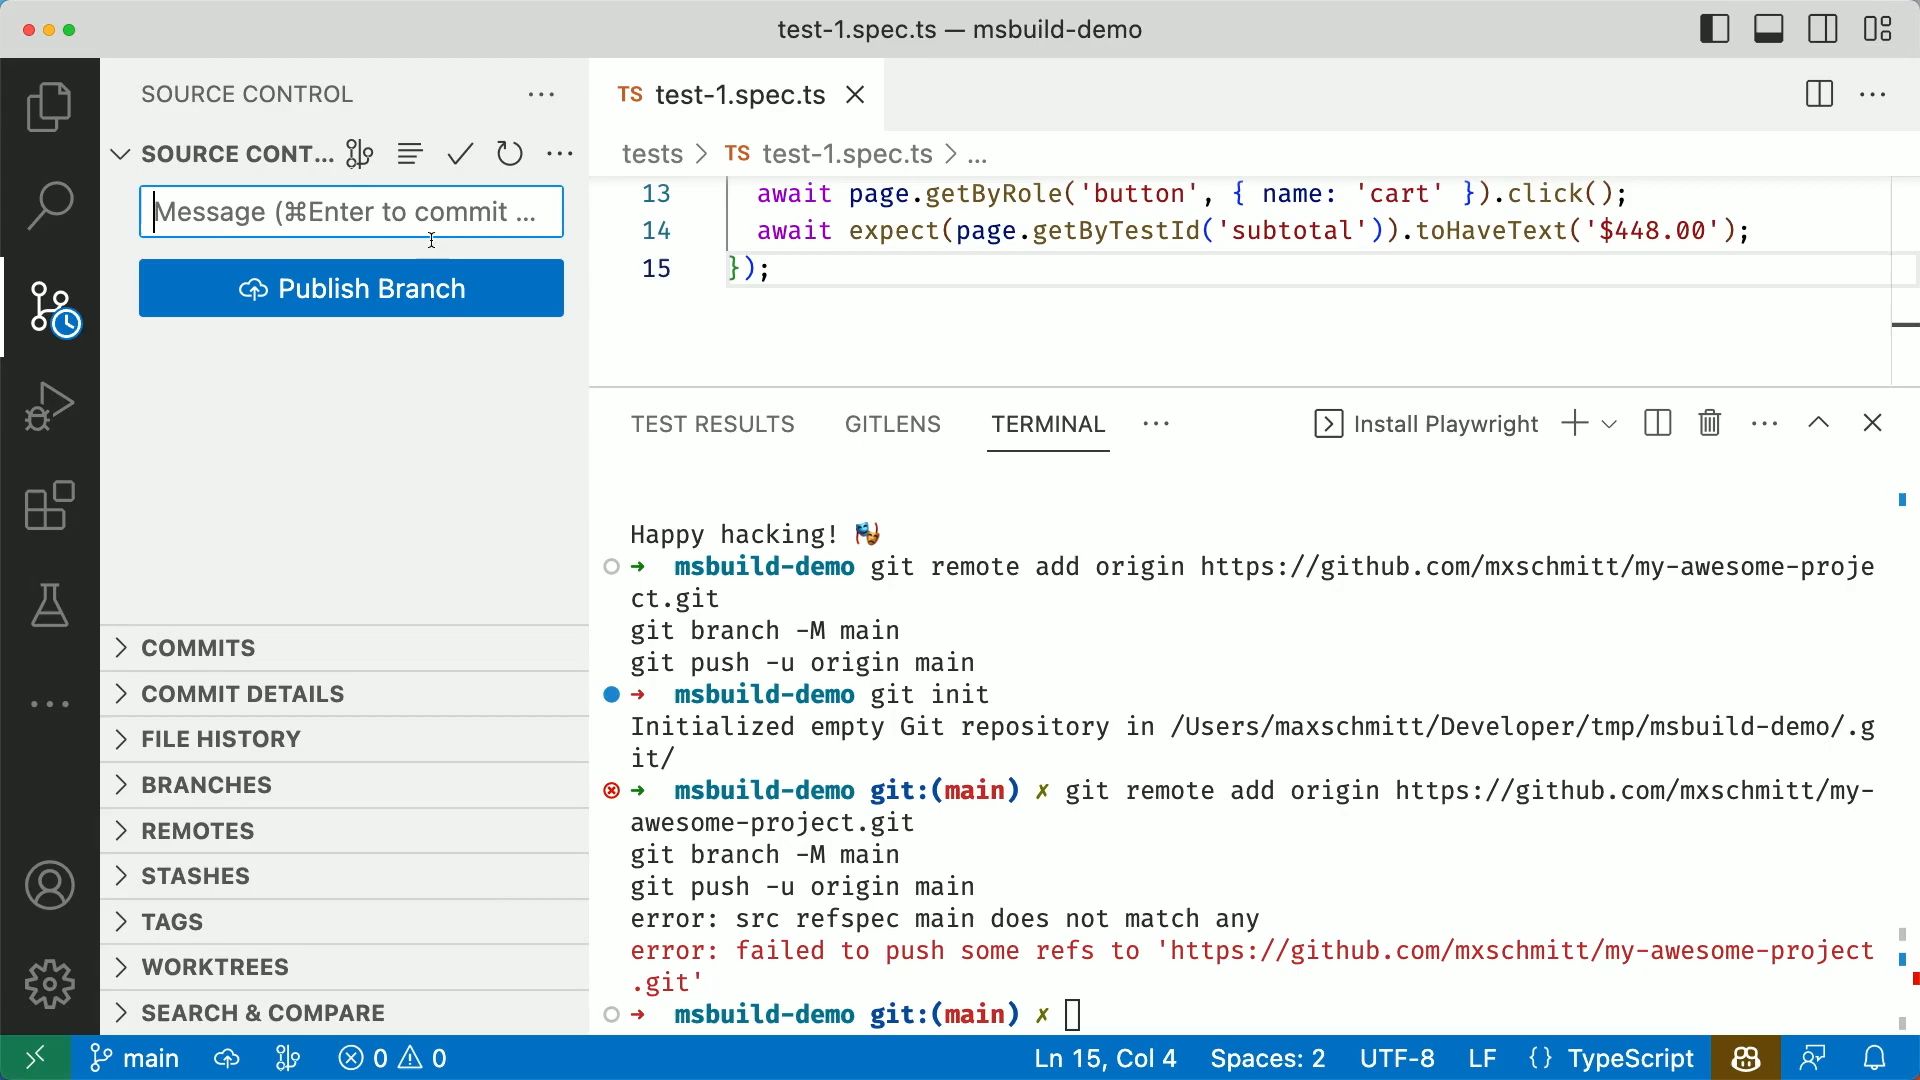 test-1.spec.ts — msbuild-demo
SOURCE CONTROL
SOURCE CONT...
Message (⌘Enter to commit ...
Publish Branch
COMMITS
COMMIT DETAILS
FILE HISTORY
BRANCHES
REMOTES
STASHES
TAGS
WORKTREES
SEARCH & COMPARE
TS test-1.spec.ts
tests > TS test-1.spec.ts > ...
13 await page.getByRole('button', { name: 'cart' }).click();
14 await expect(page.getByTestId('subtotal')).toHaveText('$448.00');
15 });
TEST RESULTS GITLENS TERMINAL ... Install Playwright
Happy hacking! 🎭
→ msbuild-demo git remote add origin https://github.com/mxschmitt/my-awesome-proje
ct.git
git branch -M main
git push -u origin main
→ msbuild-demo git init
Initialized empty Git repository in /Users/maxschmitt/Developer/tmp/msbuild-demo/.g
it/
→ msbuild-demo git:(main) ✗ git remote add origin https://github.com/mxschmitt/my-
awesome-project.git
git branch -M main
git push -u origin main
error: src refspec main does not match any
error: failed to push some refs to 'https://github.com/mxschmitt/my-awesome-project
.git'
→ msbuild-demo git:(main) ✗
main 0 0 Ln 15, Col 4 Spaces: 2 UTF-8 LF {} TypeScript